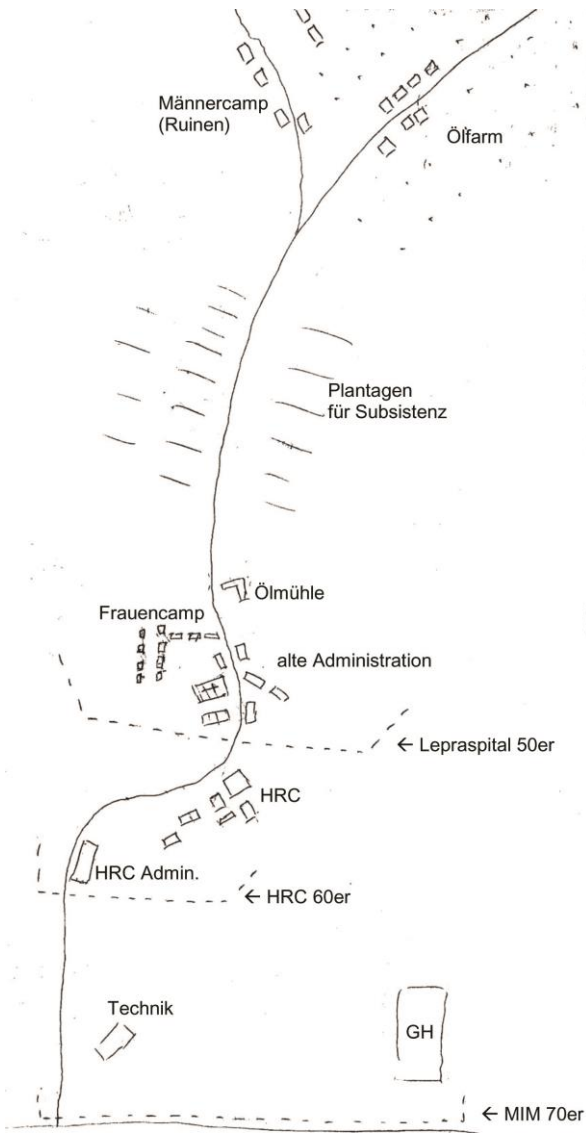 Männercamp
(Ruinen)
Ölfarm
Plantagen
für Subsistenz
Ölmühle
Frauencamp
alte Administration
← Lepraspital 50er
HRC
HRC Admin.
← HRC 60er
Technik
GH
← MIM 70er